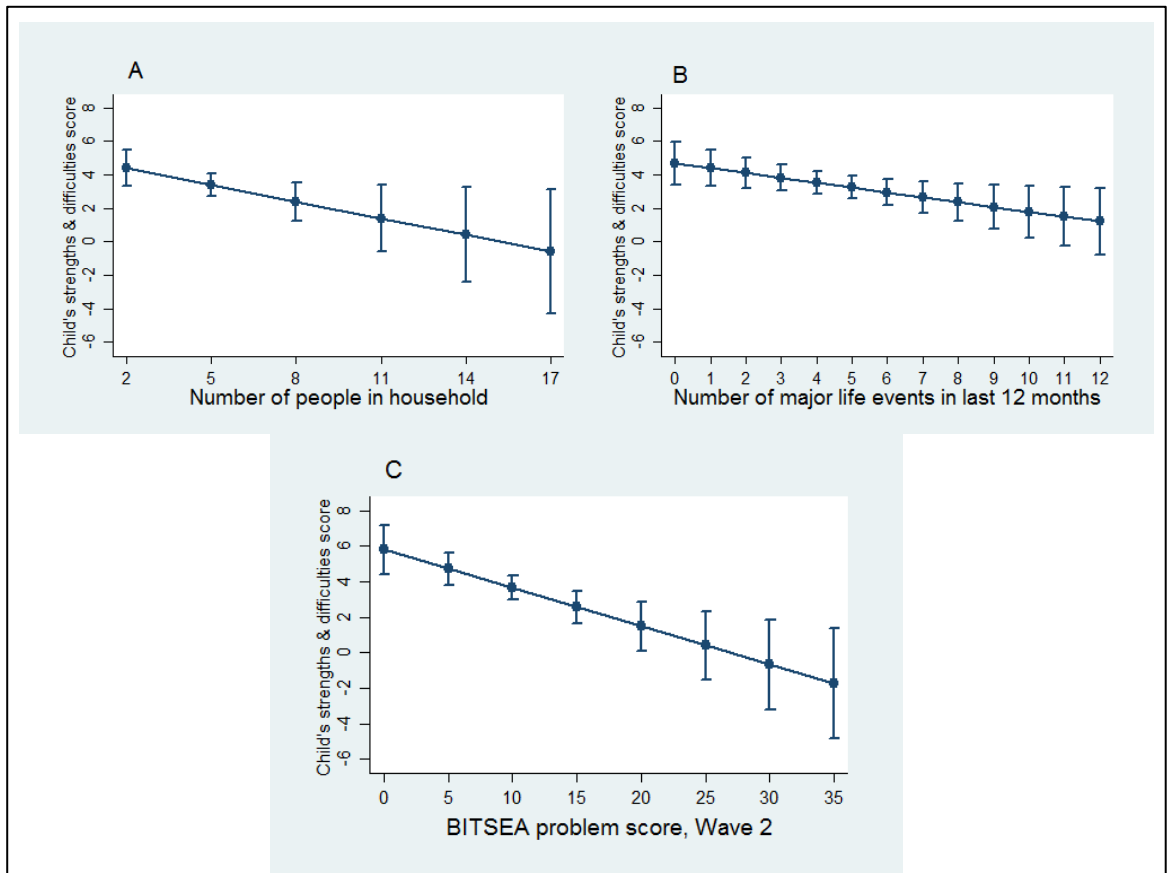 A
Child's strengths & difficulties score
8
6
4
2
0
-2
-4
-6
2 5 8 11 14 17
Number of people in household
B
Child's strengths & difficulties score
8
6
4
2
0
-2
-4
-6
0 1 2 3 4 5 6 7 8 9 10 11 12
Number of major life events in last 12 months
C
Child's strengths & difficulties score
8
6
4
2
0
-2
-4
-6
0 5 10 15 20 25 30 35
BITSEA problem score, Wave 2